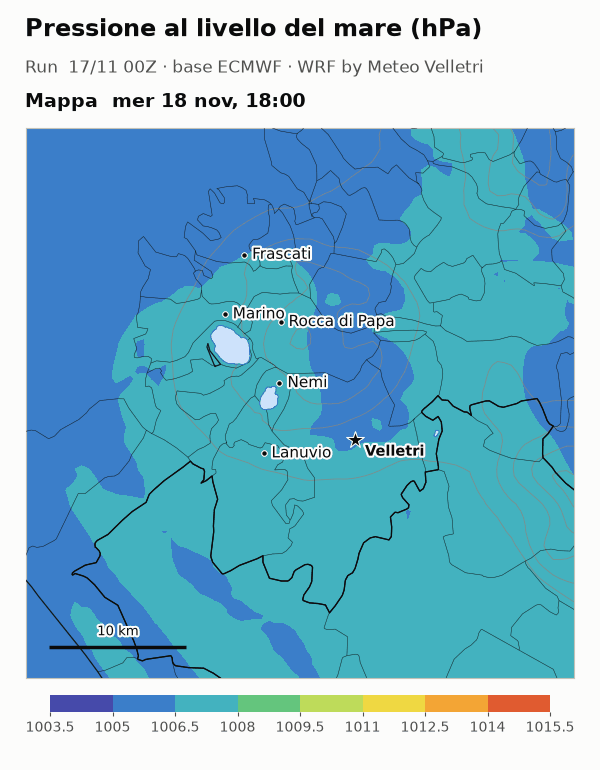 Pressione al livello del mare (hPa)
Run  17/11 00Z · base ECMWF · WRF by Meteo Velletri
Mappa  mer 18 nov, 18:00
Frascati
Marino
Rocca di Papa
Nemi
Velletri
Lanuvio
10 km
1003.5 1005 1006.5 1008 1009.5 1011 1012.5 1014 1015.5